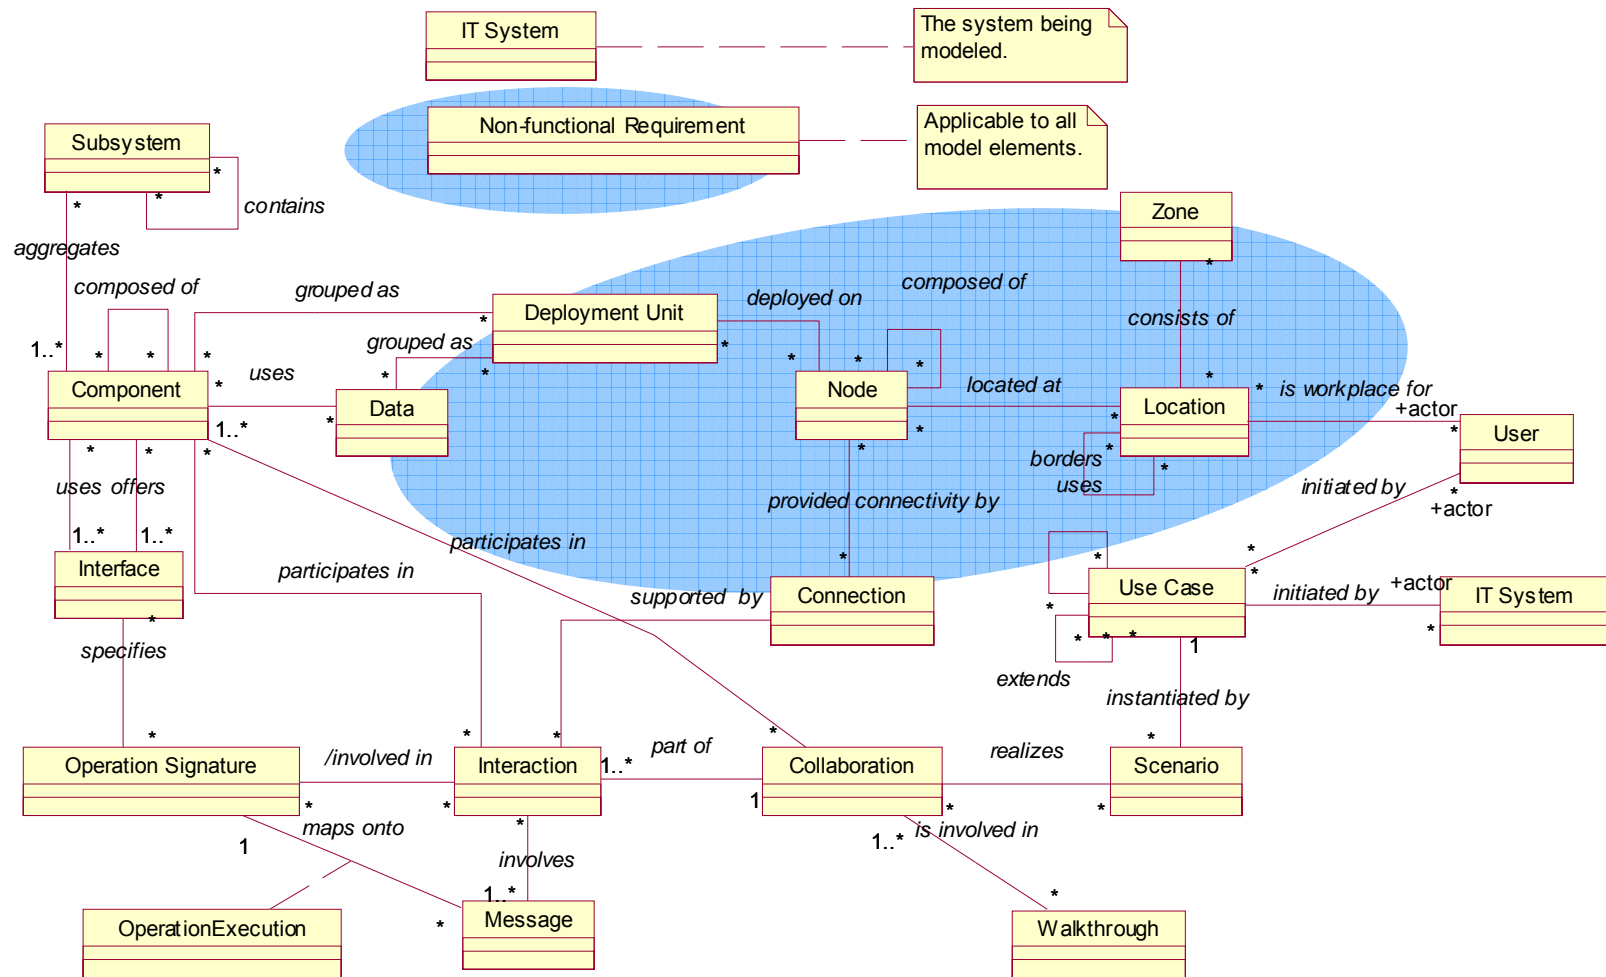 IT System
The system being
modeled.
Non-functional Requirement
Applicable to all
model elements.
Subsystem
*
*
*
contains
aggregates
Zone
*
composed of
grouped as
Deployment Unit
deployed on
composed of
consists of
*
grouped as
*
1..*
*
*
*
*
*
*
*
*
*
Component
uses
*
Data
*
Node
located at
*
*
Location
*
is workplace for
+actor
*
User
1..*
*
*
*
*
*
*
borders
*
*
uses
uses
offers
initiated by
*
+actor
provided connectivity by
1..*
1..*
participates in
*
*
*
*
Interface
participates in
supported by
Connection
Use Case
initiated by
+actor
IT System
*
*
*
*
*
*
1
specifies
extends
instantiated by
*
*
*
*
*
Operation Signature
/involved in
Interaction
1..*
part of
Collaboration
realizes
Scenario
*
*
1
*
*
maps onto
*
1
involves
1..*
is involved in
1..*
*
OperationExecution
*
Message
Walkthrough